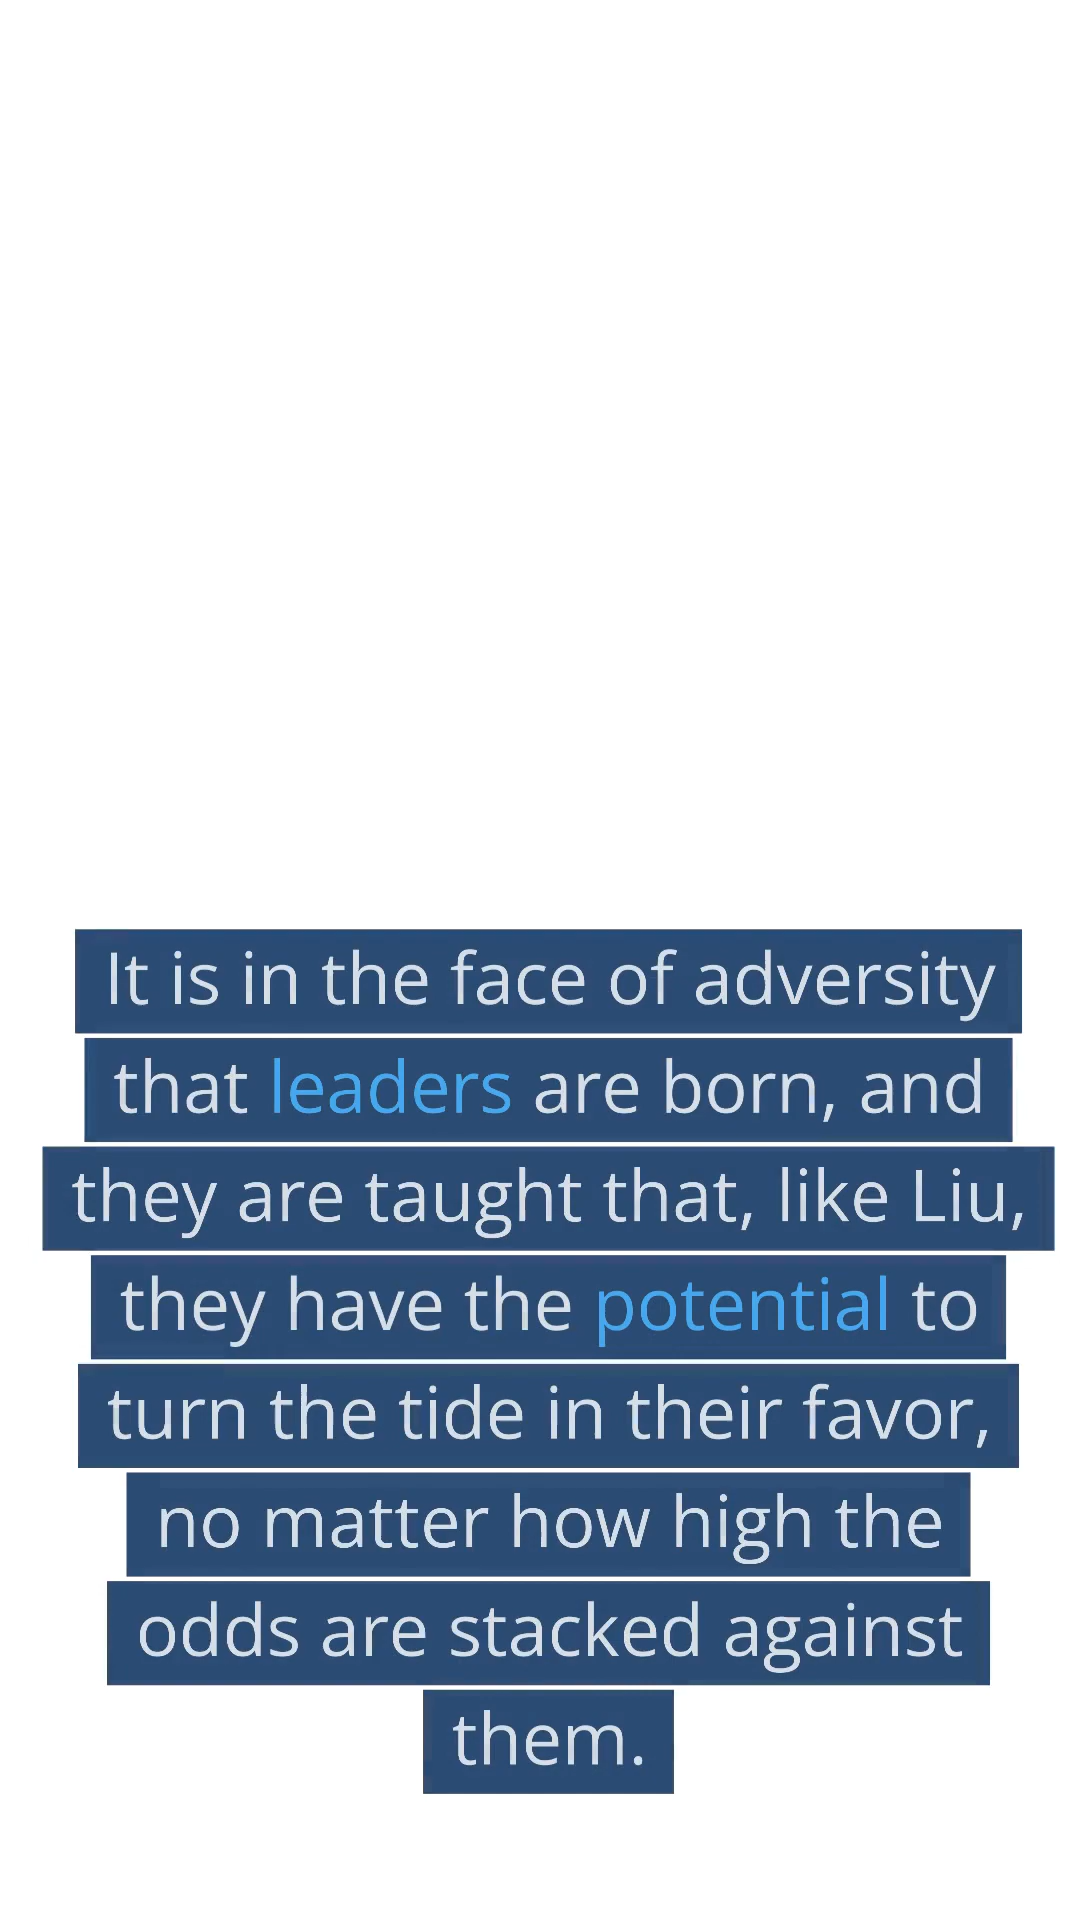 It is in the face of adversity
that leaders are born, and
they are taught that, like Liu,
they have the potential to
turn the tide in their favor,
no matter how high the
odds are stacked against
them.